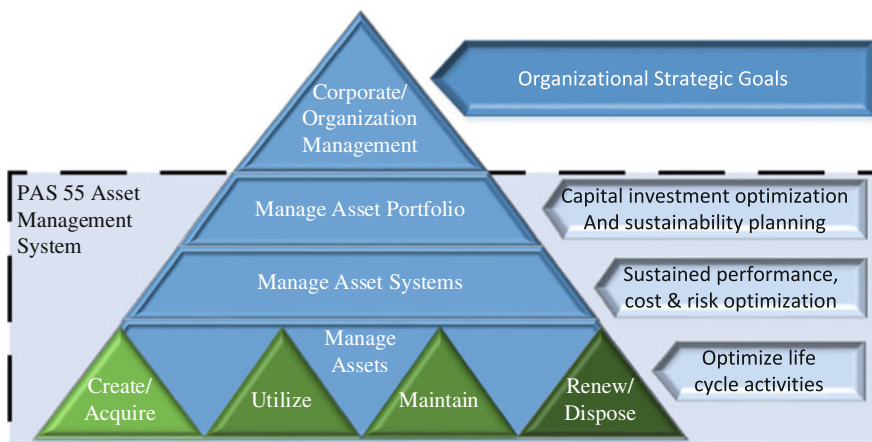 Corporate/
Organization
Management
Organizational Strategic Goals
PAS 55 Asset
Management
System
Manage Asset Portfolio
Capital investment optimization
And sustainability planning
Manage Asset Systems
Sustained performance,
cost & risk optimization
Manage
Assets
Create/
Acquire
Utilize
Maintain
Renew/
Dispose
Optimize life
cycle activities